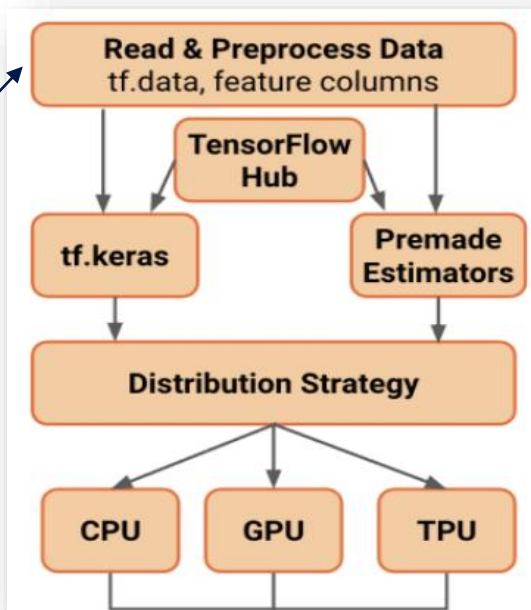 Read & Preprocess Data
tf.data, feature columns
TensorFlow
Hub
tf.keras
Premade
Estimators
Distribution Strategy
CPU
GPU
TPU